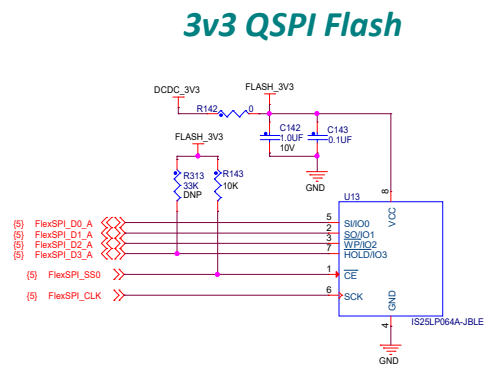 3v3 QSPI Flash
DCDC_3V3
FLASH_3V3
R142
0
C142
1.0UF
10V
C143
0.1UF
GND
FLASH_3V3
R313
33K
DNP
R143
10K
U13
8
VCC
{5} FlexSPI_D0_A
5
SI/IO0
{5} FlexSPI_D1_A
2
SO/IO1
{5} FlexSPI_D2_A
3
WP/IO2
{5} FlexSPI_D3_A
7
HOLD/IO3
{5} FlexSPI_SS0
1
CE
{5} FlexSPI_CLK
6
SCK
GND
4
IS25LP064A-JBLE
GND